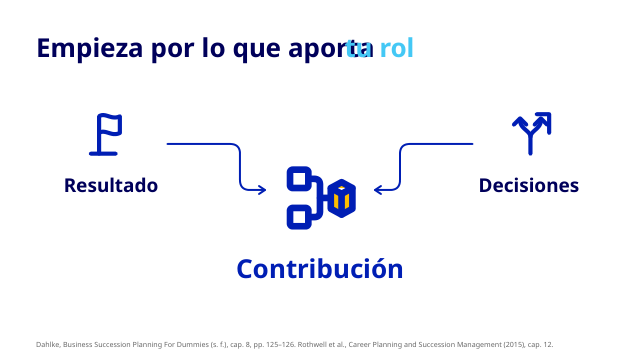 Empieza por lo que aporta tu rol
Resultado
Decisiones
Contribución
Dahlke, Business Succession Planning For Dummies (s. f.), cap. 8, pp. 125–126. Rothwell et al., Career Planning and Succession Management (2015), cap. 12.